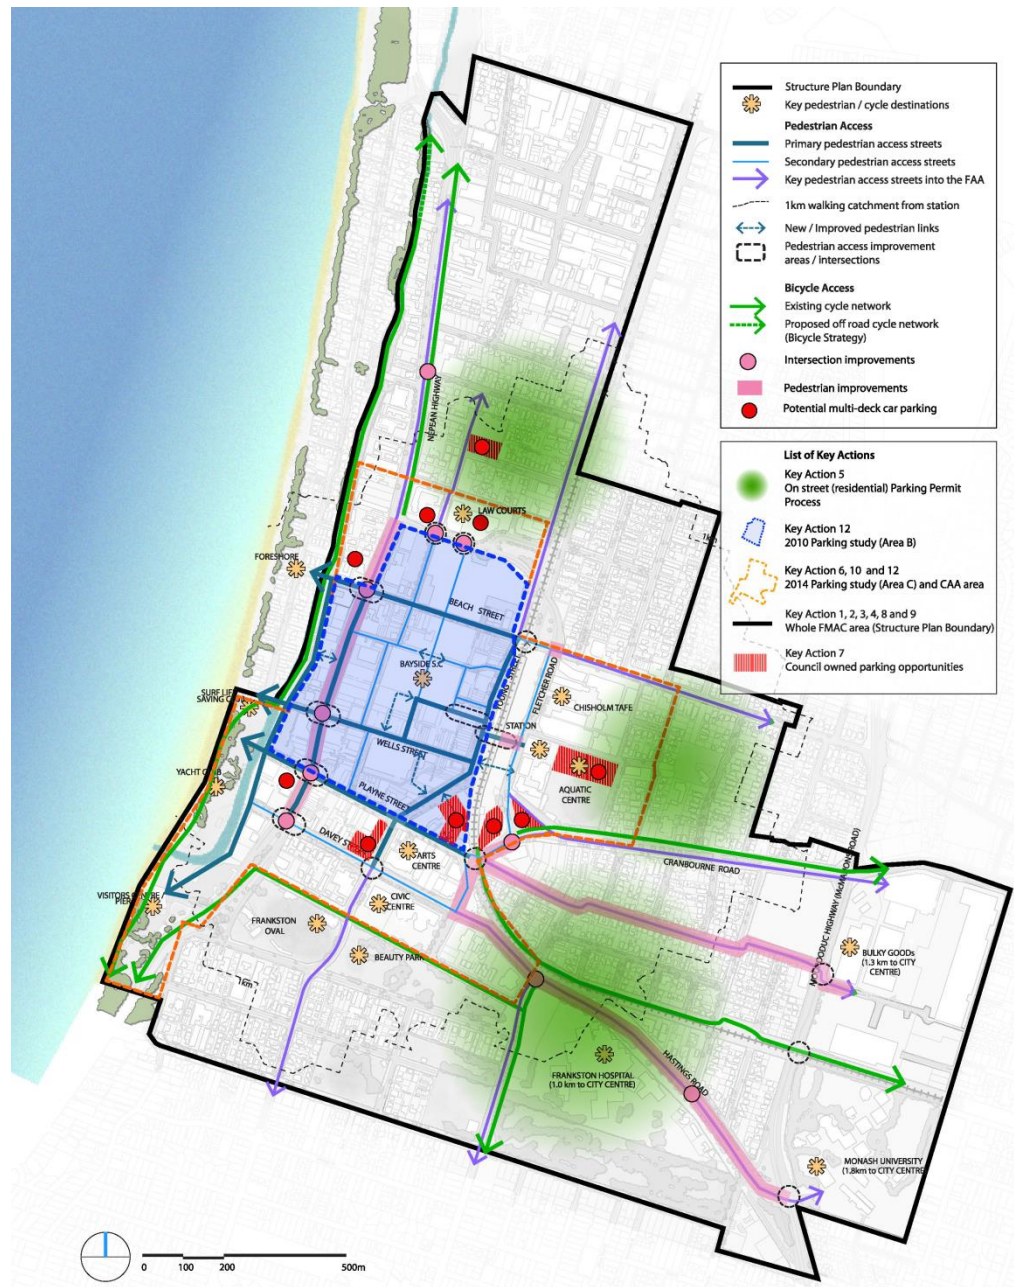 Structure Plan Boundary
Key pedestrian / cycle destinations
Pedestrian Access
Primary pedestrian access streets
Secondary pedestrian access streets
Key pedestrian access streets into the FAA
1km walking catchment from station
New / Improved pedestrian links
Pedestrian access improvement
areas / intersections
Bicycle Access
Existing cycle network
Proposed off road cycle network
(Bicycle Strategy)
Intersection improvements
Pedestrian improvements
Potential multi-deck car parking
List of Key Actions
Key Action 5
On street (residential) Parking Permit
Process
Key Action 12
2010 Parking study (Area B)
Key Action 6, 10 and 12
2014 Parking study (Area C) and CAA area
Key Action 1, 2, 3, 4, 8 and 9
Whole FMAC area (Structure Plan Boundary)
Key Action 7
Council owned parking opportunities
NEPEAN HIGHWAY
LAW COURTS
1km
FORESHORE
BEACH STREET
BAYSIDE S.C
YOUNG STREET
FLETCHER ROAD
CHISHOLM TAFE
STATION
SURF LIFE
SAVING
WELLS STREET
YACHT
PLAYNE STREET
AQUATIC
CENTRE
DAVEY
ARTS
CENTRE
CRANBOURNE ROAD
VISITORS CENTRE /
PIER
CIVIC
CENTRE
FRANKSTON
OVAL
BEAUTY PARK
(McMAHONS ROAD)
BULKY GOODs
(1.3 km to CITY
CENTRE)
1km
HASTINGS ROAD
FRANKSTON HOSPITAL
(1.0 km to CITY CENTRE)
MONASH UNIVERSITY
(1.8km to CITY CENTRE
0 100 200 500m